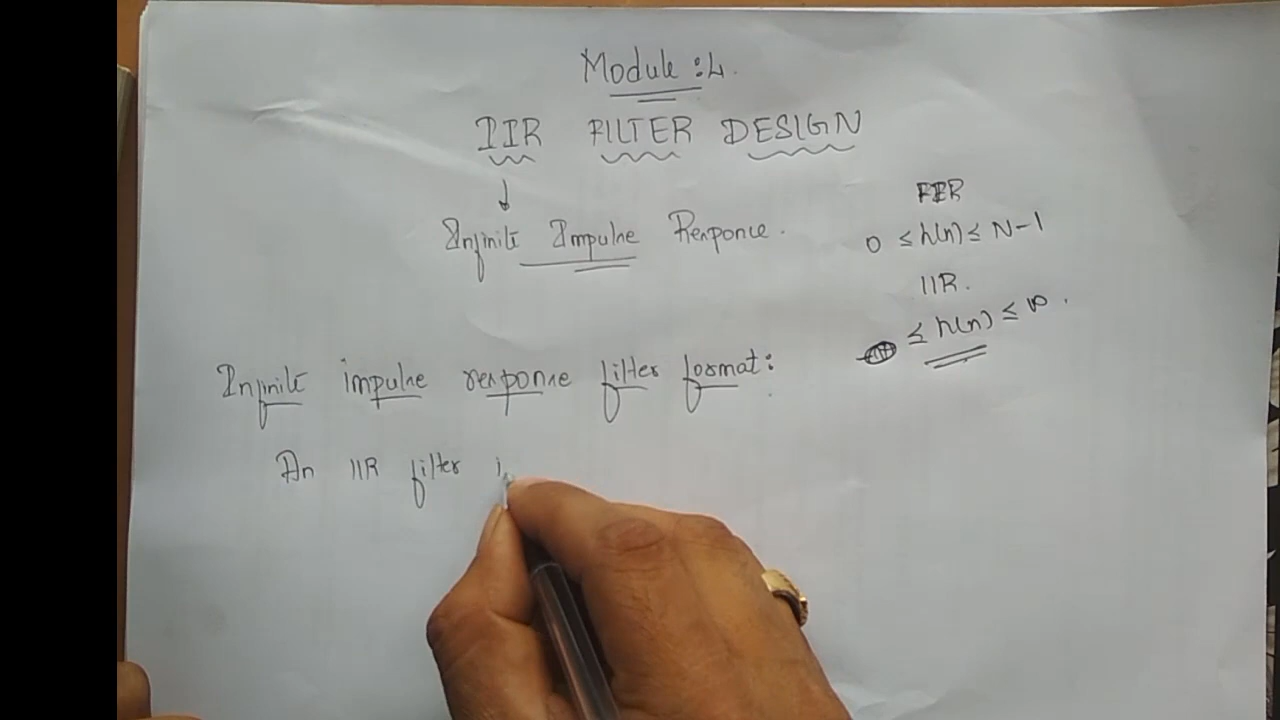 Module :4.
IIR FILTER DESIGN
Infinite Impulse Responce.
FIR
0 ≤ h(n) ≤ N-1
IIR.
≤ h(n) ≤ ∞.
Infinite impulse response filter format:
An IIR filter